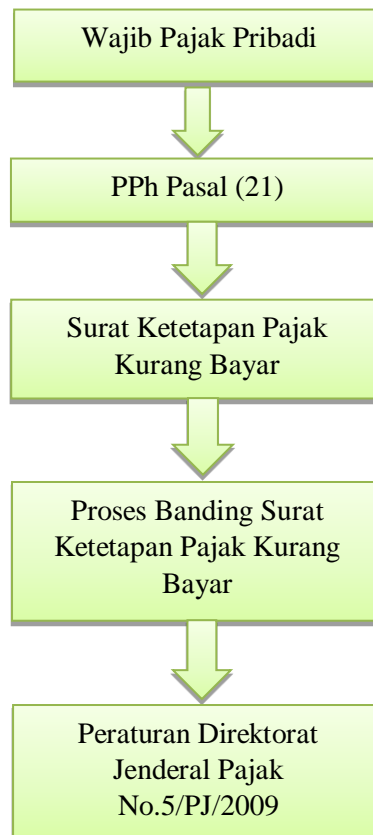 Wajib Pajak Pribadi
PPh Pasal (21)
Surat Ketetapan Pajak
Kurang Bayar
Proses Banding Surat
Ketetapan Pajak Kurang
Bayar
Peraturan Direktorat
Jenderal Pajak
No.5/PJ/2009